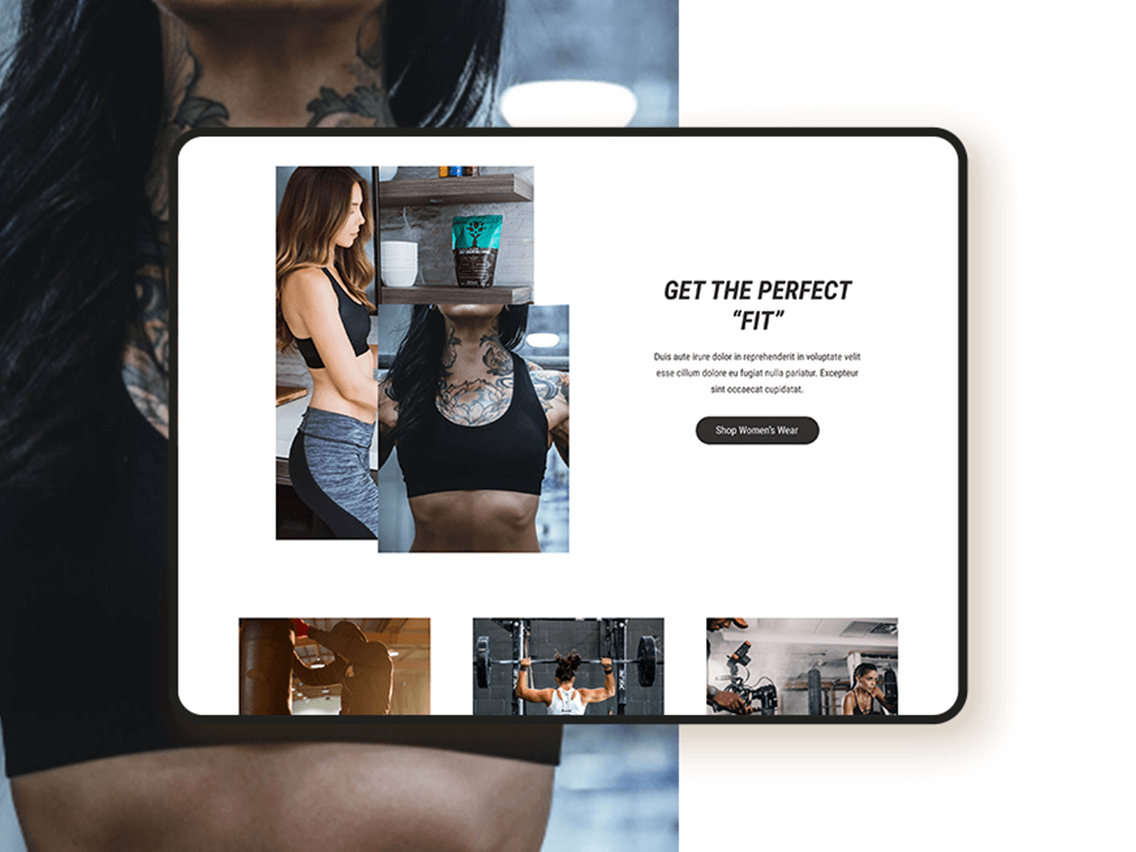 GET THE PERFECT
“FIT”
Duis aute irure dolor in reprehenderit in voluptate velit
esse cillum dolore eu fugiat nulla pariatur. Excepteur
sint occaecat cupidatat.
Shop Women's Wear